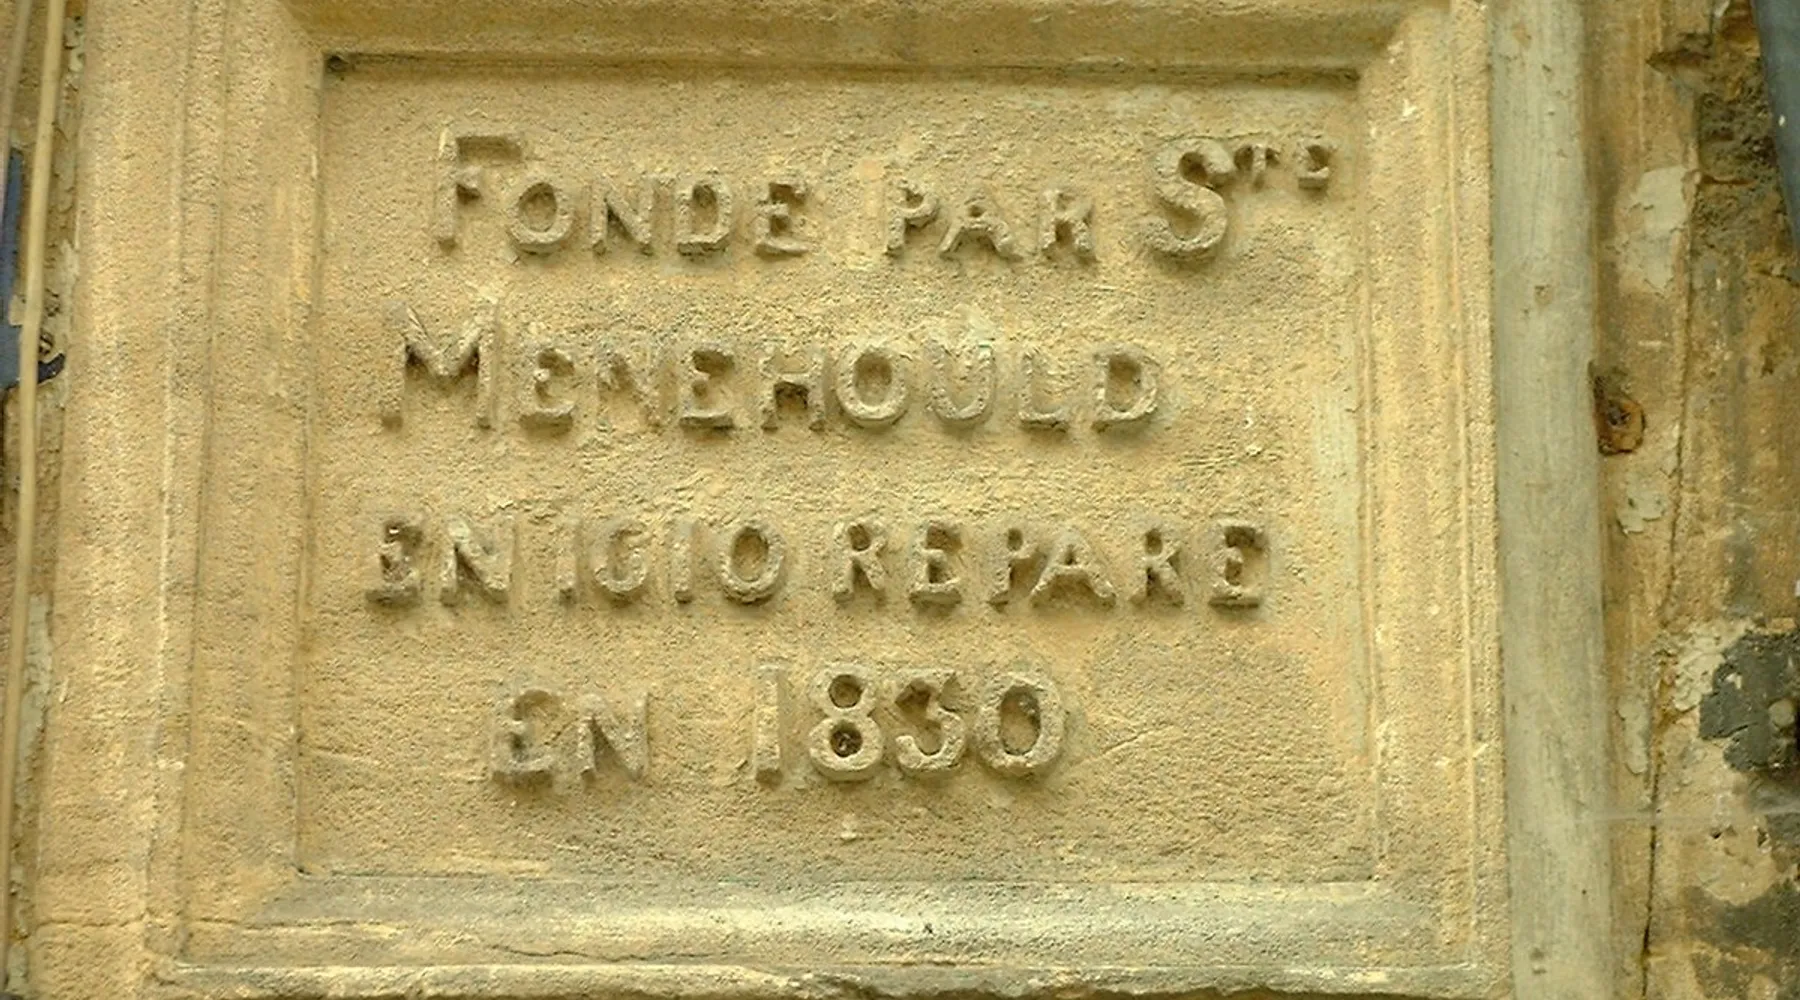 FONDE PAR STE
MENEHOULD
EN 1610 REPARE
EN 1830